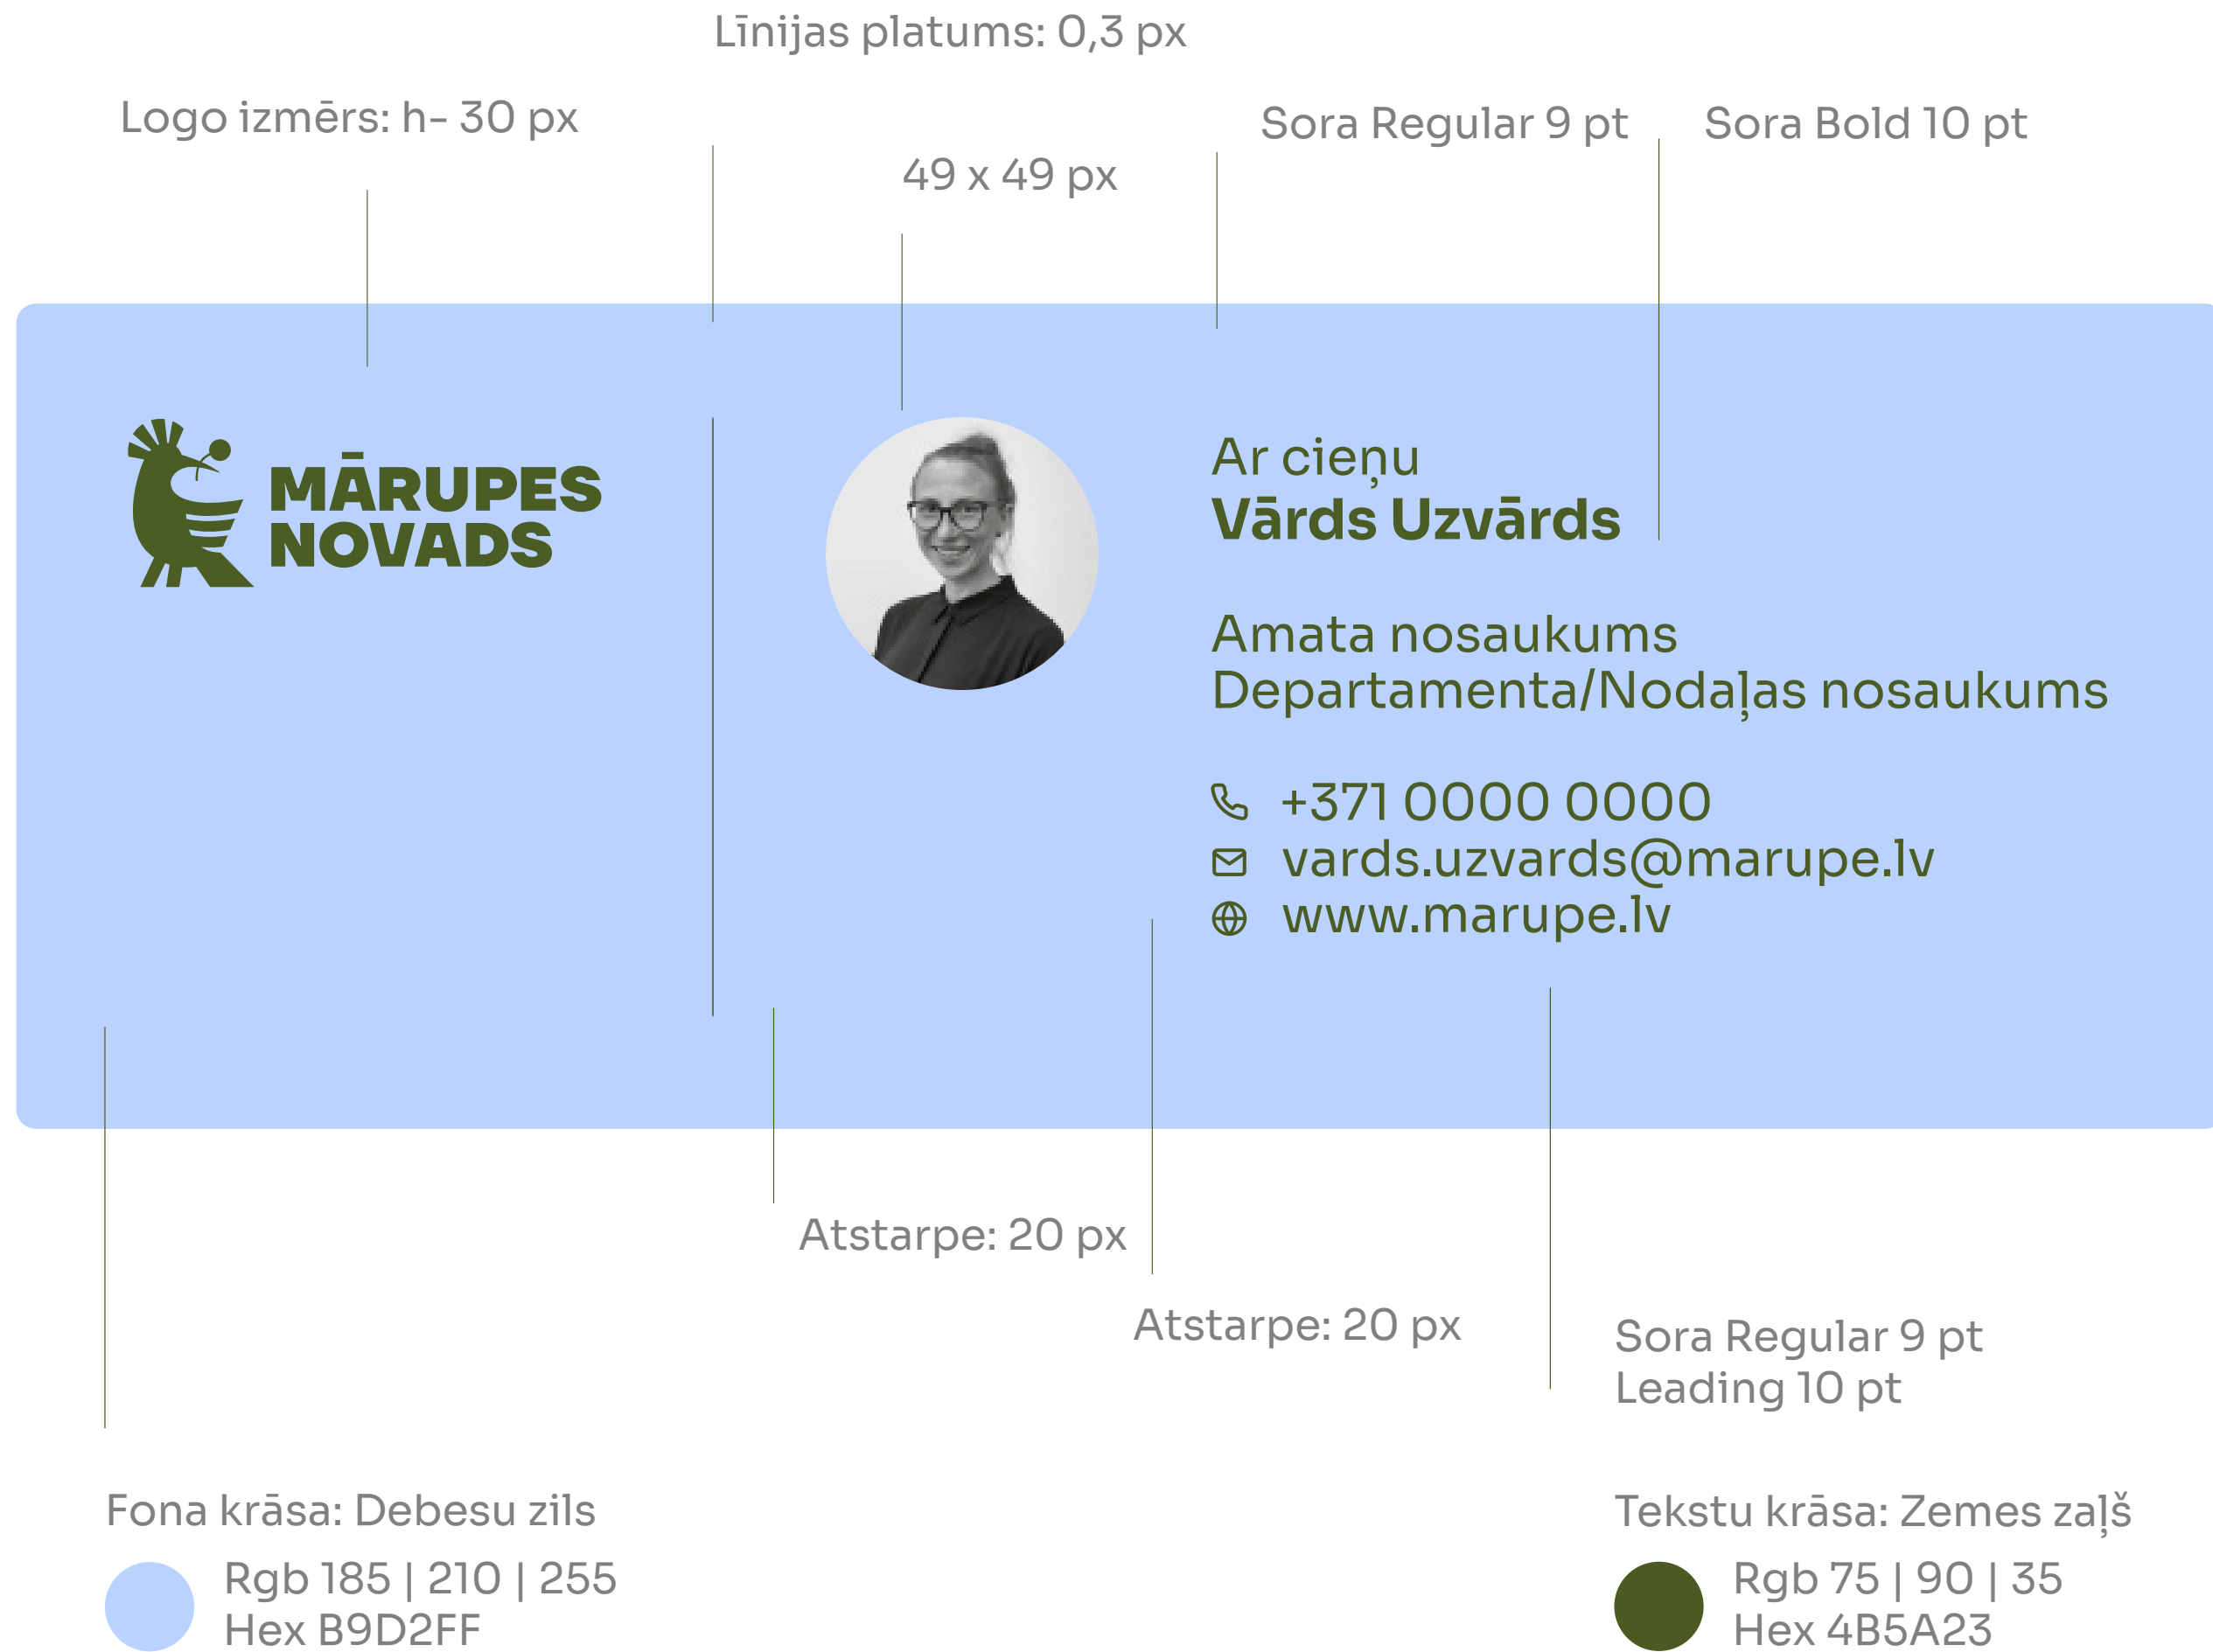 Līnijas platums: 0,3 px
Logo izmērs: h- 30 px
Sora Regular 9 pt
Sora Bold 10 pt
49 x 49 px
MĀRUPES
NOVADS
Ar cieņu
Vārds Uzvārds
Amata nosaukums
Departamenta/Nodaļas nosaukums
+371 0000 0000
vards.uzvards@marupe.lv
www.marupe.lv
Atstarpe: 20 px
Atstarpe: 20 px
Sora Regular 9 pt
Leading 10 pt
Fona krāsa: Debesu zils
Rgb 185 | 210 | 255
Hex B9D2FF
Tekstu krāsa: Zemes zaļš
Rgb 75 | 90 | 35
Hex 4B5A23